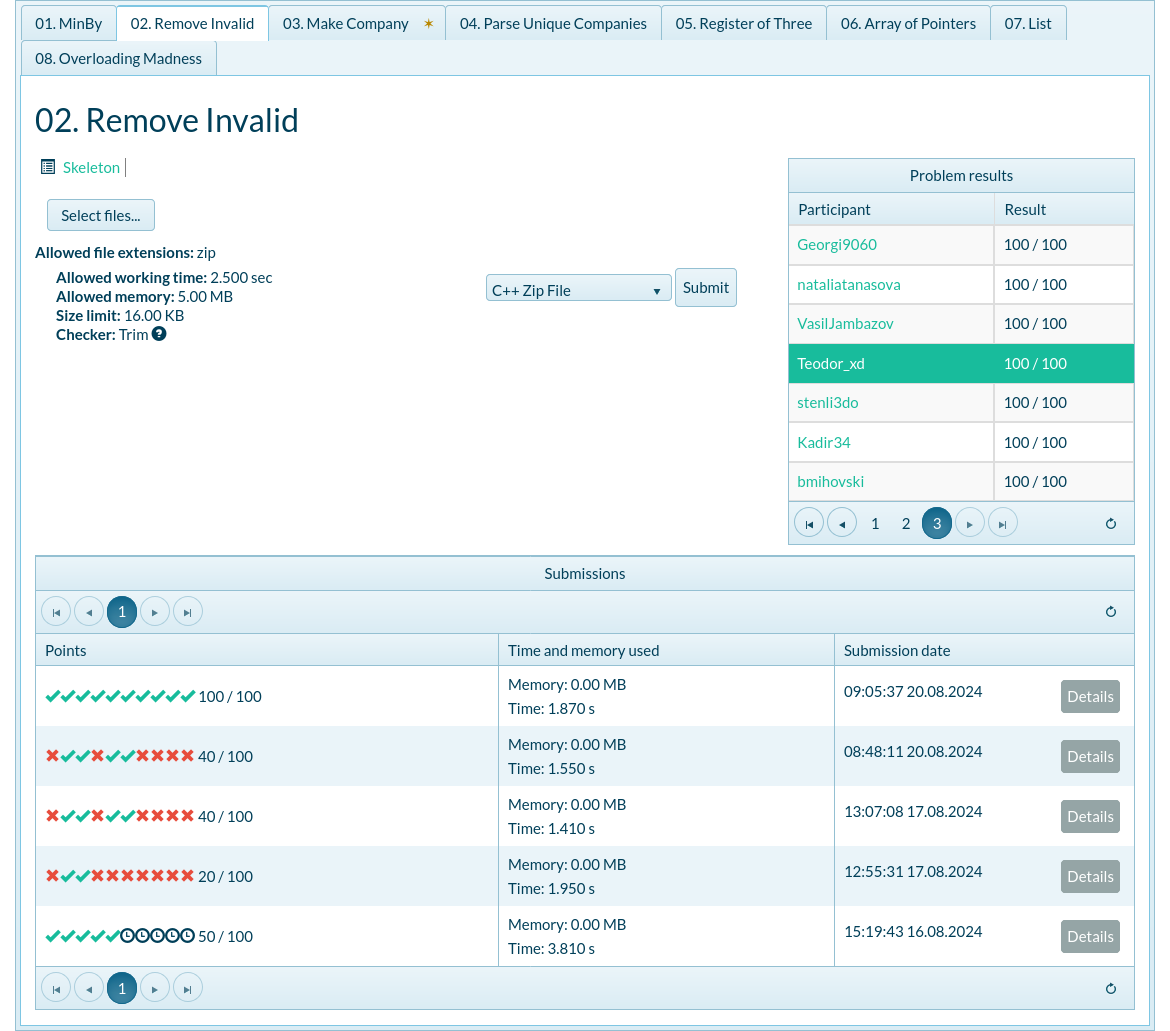 01. MinBy 02. Remove Invalid 03. Make Company 04. Parse Unique Companies 05. Register of Three 06. Array of Pointers 07. List
08. Overloading Madness
02. Remove Invalid
Skeleton
Select files...
Allowed file extensions: zip
Allowed working time: 2.500 sec
Allowed memory: 5.00 MB
Size limit: 16.00 KB
Checker: Trim ?
C++ Zip File
Submit
Problem results
Participant Result
Georgi9060 100 / 100
nataliatanasova 100 / 100
VasilJambazov 100 / 100
Teodor_xd 100 / 100
stenli3do 100 / 100
Kadir34 100 / 100
bmihovski 100 / 100
1 2 3
Submissions
1
Points Time and memory used Submission date
100 / 100 Memory: 0.00 MB 09:05:37 20.08.2024 Details
Time: 1.870 s
40 / 100 Memory: 0.00 MB 08:48:11 20.08.2024 Details
Time: 1.550 s
40 / 100 Memory: 0.00 MB 13:07:08 17.08.2024 Details
Time: 1.410 s
20 / 100 Memory: 0.00 MB 12:55:31 17.08.2024 Details
Time: 1.950 s
50 / 100 Memory: 0.00 MB 15:19:43 16.08.2024 Details
Time: 3.810 s
1